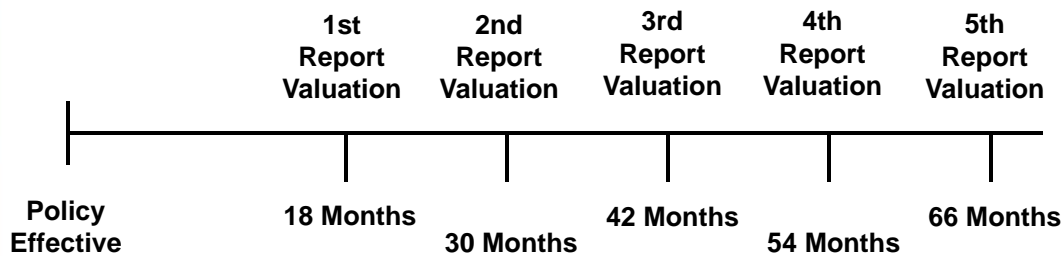 1st
Report
Valuation
2nd
Report
Valuation
3rd
Report
Valuation
4th
Report
Valuation
5th
Report
Valuation
Policy
Effective
18 Months
30 Months
42 Months
54 Months
66 Months